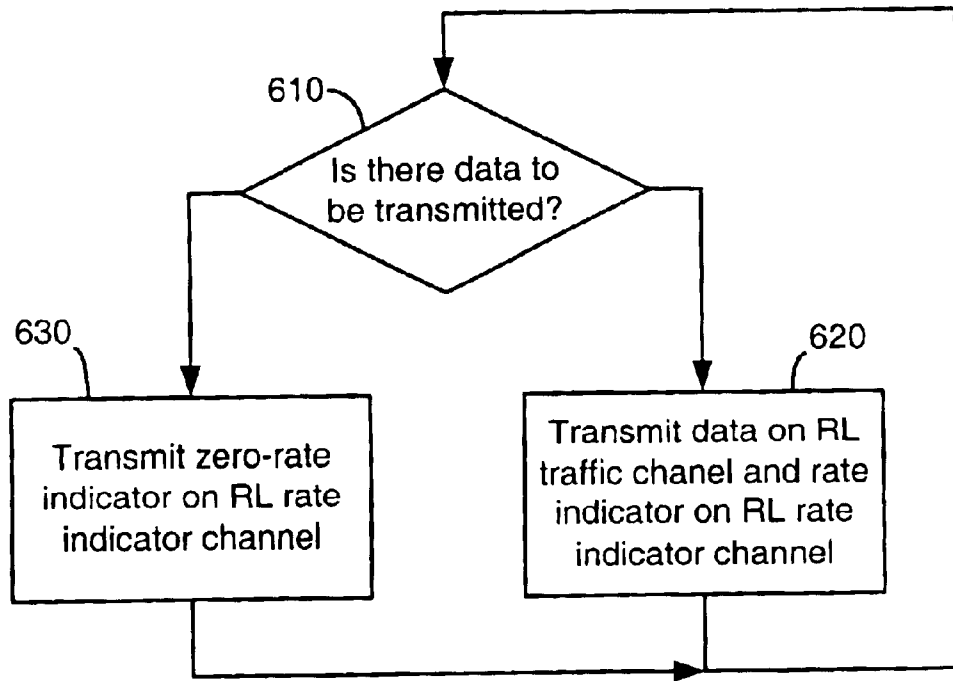 610
Is there data to
be transmitted?
630
Transmit zero-rate
indicator on RL rate
indicator channel
620
Transmit data on RL
traffic chanel and rate
indicator on RL rate
indicator channel